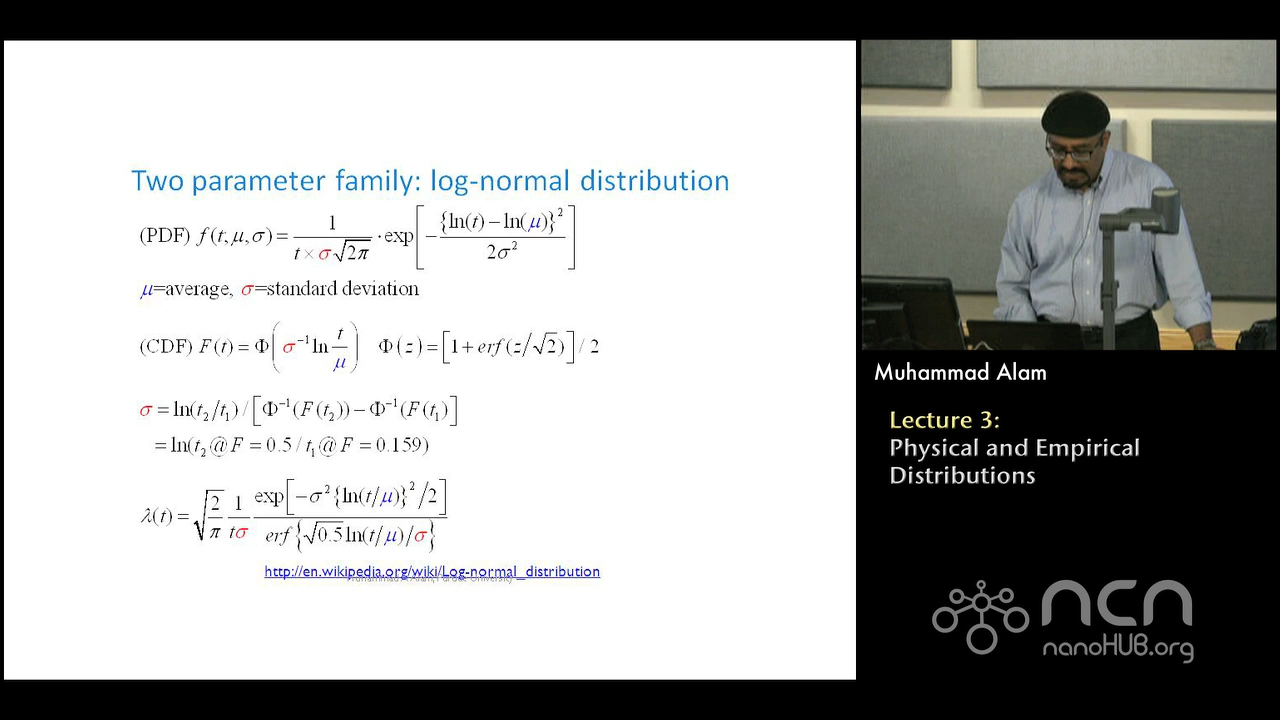 Two parameter family: log-normal distribution
(PDF) f(t, μ, σ) = 1 / (t × σ√2π) · exp[ − {ln(t) − ln(μ)}² / 2σ² ]
μ=average, σ=standard deviation
(CDF) F(t) = Φ( σ⁻¹ ln t/μ ) Φ(z) = [1 + erf(z/√2)] / 2
σ = ln(t₂/t₁) / [Φ⁻¹(F(t₂)) − Φ⁻¹(F(t₁)]
= ln(t₂@F = 0.5 / t₁@F = 0.159)
λ(t) = √(2/π) 1/tσ exp[−σ² {ln(t/μ)}² /2] / erf{√0.5 ln(t/μ)/σ}
http://en.wikipedia.org/wiki/Log-normal_distribution
Muhammad Alam
Lecture 3:
Physical and Empirical
Distributions
ncn
nanoHUB.org